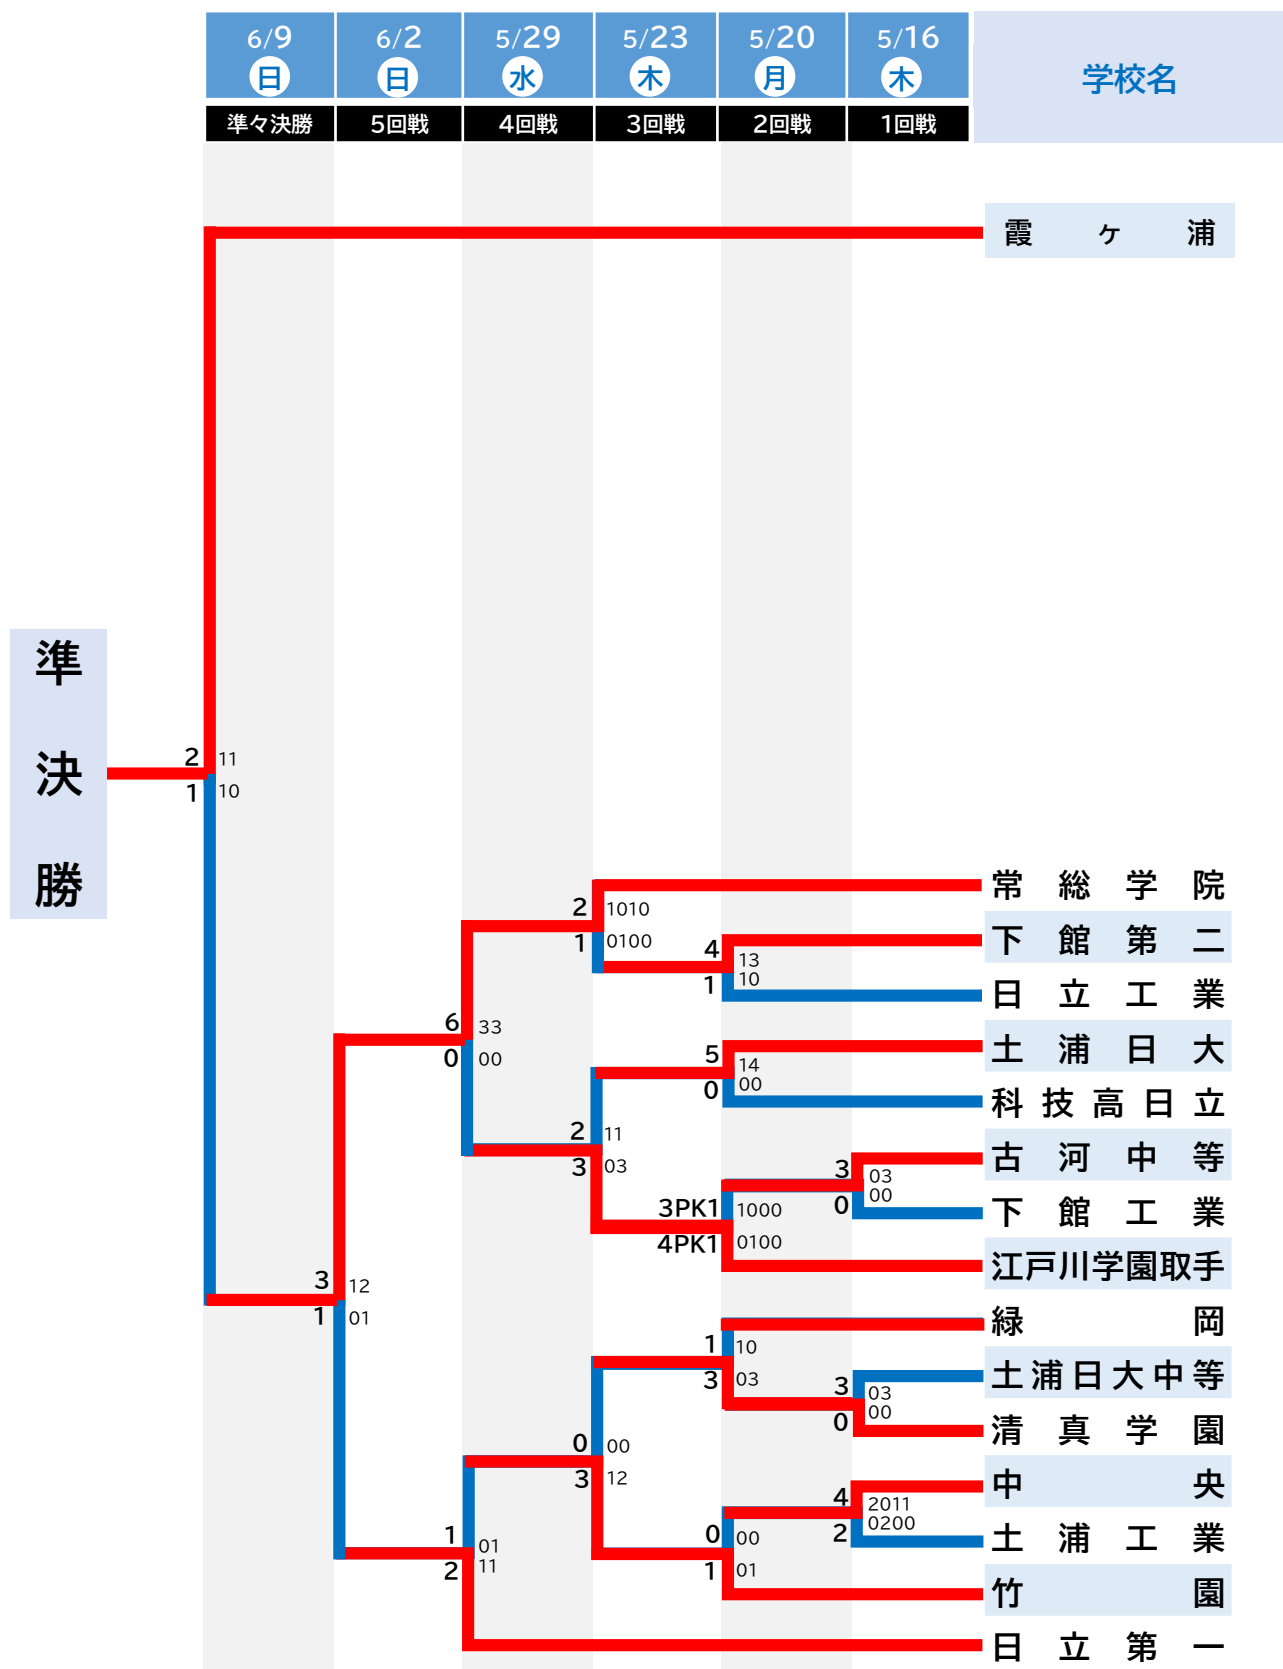 6/9 6/2 5/29 5/23 5/20 5/16 学校名
日 日 水 木 月 木
準々決勝 5回戦 4回戦 3回戦 2回戦 1回戦
霞ヶ浦
準決勝
2 11
1 10
常総学院
2 1010
下館第二
1 0100
4 13
1 10
日立工業
6 33
0 00
土浦日大
5 14
0 00
科技高日立
2 11
3 03
古河中等
3 03
0 00
下館工業
3PK1 1000
4PK1 0100
江戸川学園取手
3 12
1 01
緑岡
1 10
3 03
土浦日大中等
3 03
0 00
清真学園
0 00
3 12
中央
4 2011
2 0200
土浦工業
0 00
1 01
1 01
2 11
竹園
日立第一